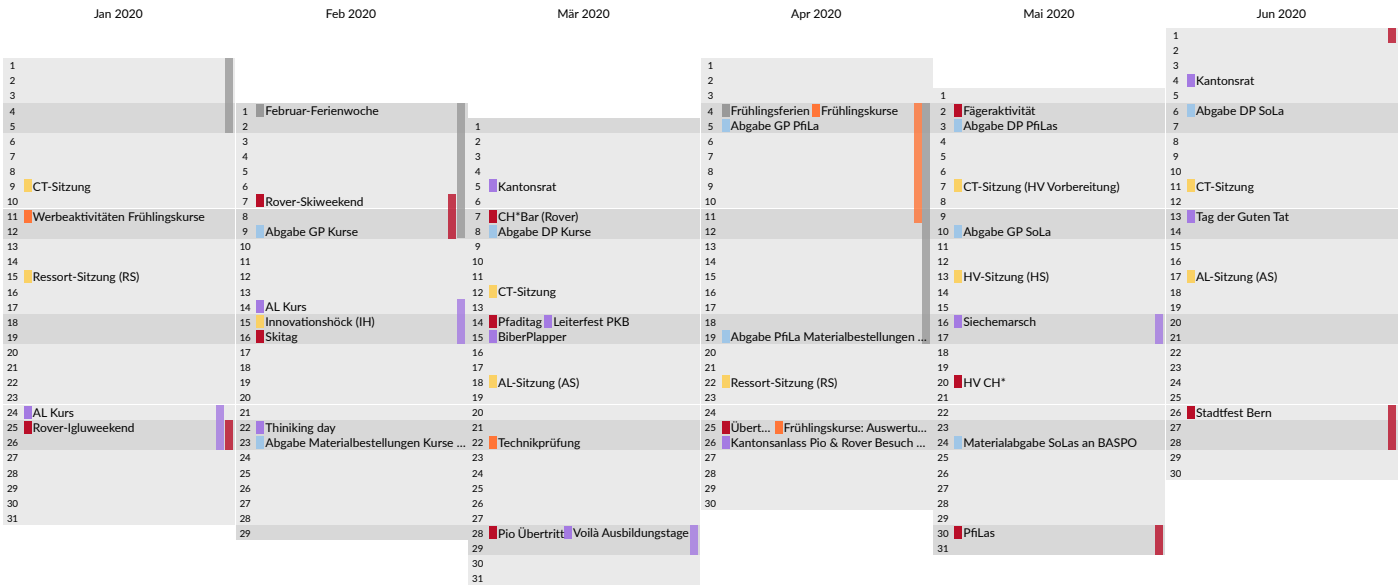 Jan 2020
1
2
3
4
5
6
7
8
9 CT-Sitzung
10
11 Werbeaktivitäten Frühlingskurse
12
13
14
15 Ressort-Sitzung (RS)
16
17
18
19
20
21
22
23
24 AL Kurs
25 Rover-Igluweekend
26
27
28
29
30
31
Feb 2020
1 Februar-Ferienwoche
2
3
4
5
6
7 Rover-Skiweekend
8
9 Abgabe GP Kurse
10
11
12
13
14 AL Kurs
15 Innovationshöck (IH)
16 Skitag
17
18
19
20
21
22 Thiniking day
23 Abgabe Materialbestellungen Kurse ...
24
25
26
27
28
29
Mär 2020
1
2
3
4
5 Kantonsrat
6
7 CH*Bar (Rover)
8 Abgabe DP Kurse
9
10
11
12 CT-Sitzung
13
14 Pfaditag Leiterfest PKB
15 BiberPlapper
16
17
18 AL-Sitzung (AS)
19
20
21
22 Technikprüfung
23
24
25
26
27
28 Pio Übertritt Voilà Ausbildungstage
29
30
31
Apr 2020
1
2
3
4 Frühlingsferien Frühlingskurse
5 Abgabe GP PfiLa
6
7
8
9
10
11
12
13
14
15
16
17
18
19 Abgabe PfiLa Materialbestellungen ...
20
21
22 Ressort-Sitzung (RS)
23
24
25 Übert... Frühlingskurse: Auswertu...
26 Kantonsanlass Pio & Rover Besuch ...
27
28
29
30
Mai 2020
1
2 Fägeraktivität
3 Abgabe DP PfiLas
4
5
6
7 CT-Sitzung (HV Vorbereitung)
8
9
10 Abgabe GP SoLa
11
12
13 HV-Sitzung (HS)
14
15
16 Siechemarsch
17
18
19
20 HV CH*
21
22
23
24 Materialabgabe SoLas an BASPO
25
26
27
28
29
30 PfiLas
31
Jun 2020
1
2
3
4 Kantonsrat
5
6 Abgabe DP SoLa
7
8
9
10
11 CT-Sitzung
12
13 Tag der Guten Tat
14
15
16
17 AL-Sitzung (AS)
18
19
20
21
22
23
24
25
26 Stadtfest Bern
27
28
29
30